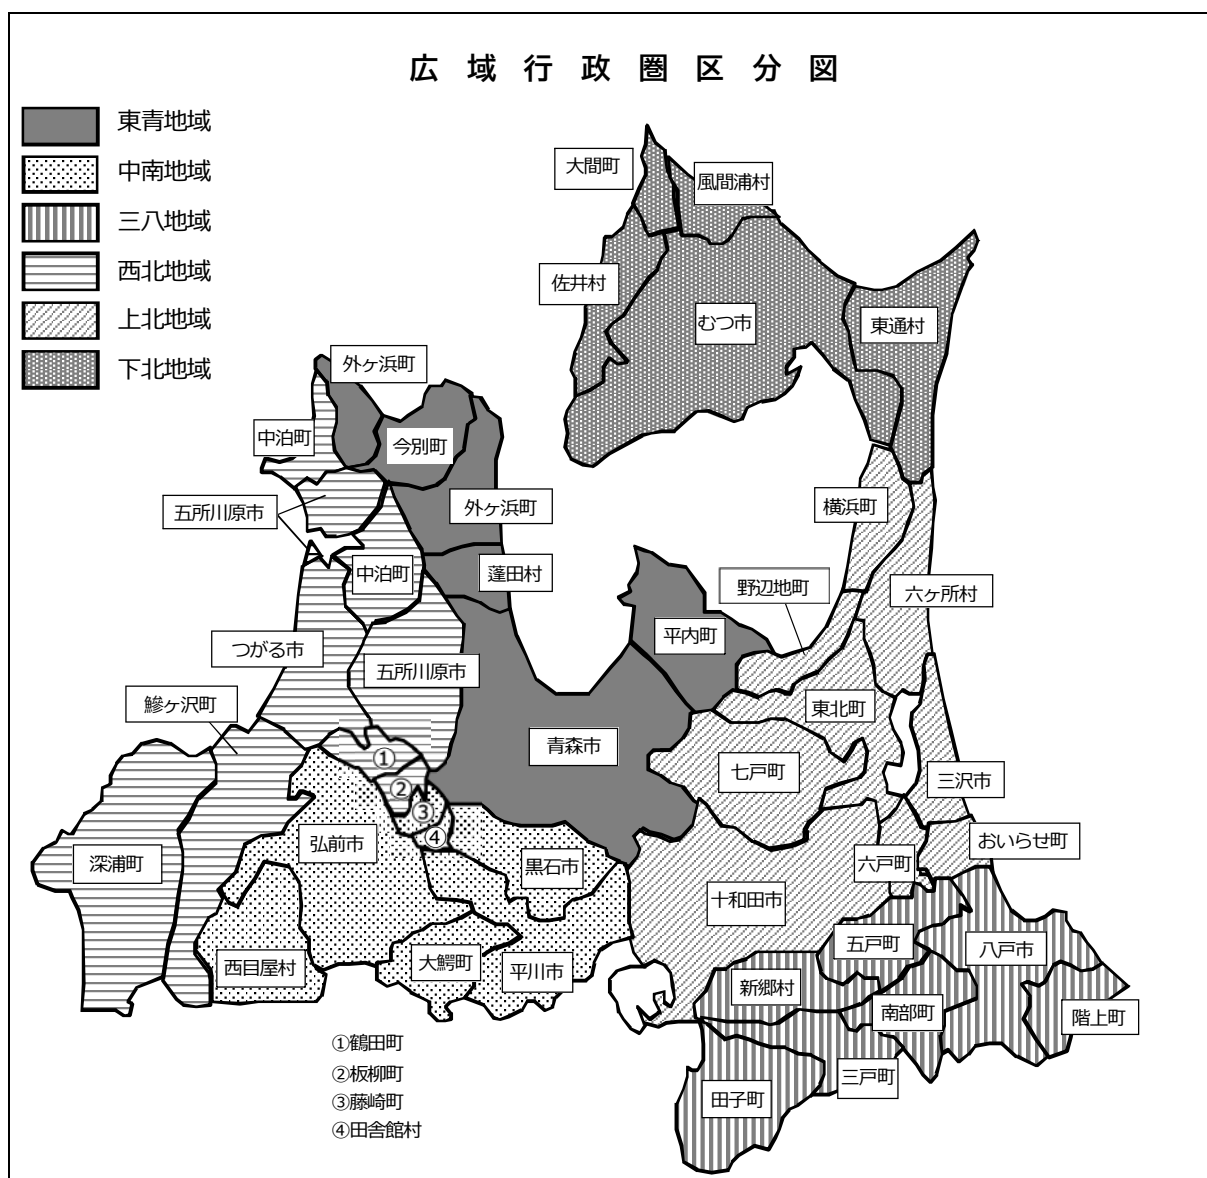 広域行政圏区分図
東青地域
中南地域
三八地域
西北地域
上北地域
下北地域
大間町
風間浦村
佐井村
むつ市
東通村
外ヶ浜町
中泊町
今別町
五所川原市
外ヶ浜町
横浜町
中泊町
蓬田村
野辺地町
六ヶ所村
つがる市
五所川原市
平内町
鰺ヶ沢町
東北町
青森市
①
七戸町
三沢市
②
③
④
おいらせ町
弘前市
深浦町
黒石市
六戸町
十和田市
五戸町
八戸市
西目屋村
大鰐町
平川市
新郷村
南部町
階上町
①鶴田町
②板柳町
③藤崎町
④田舎館村
三戸町
田子町